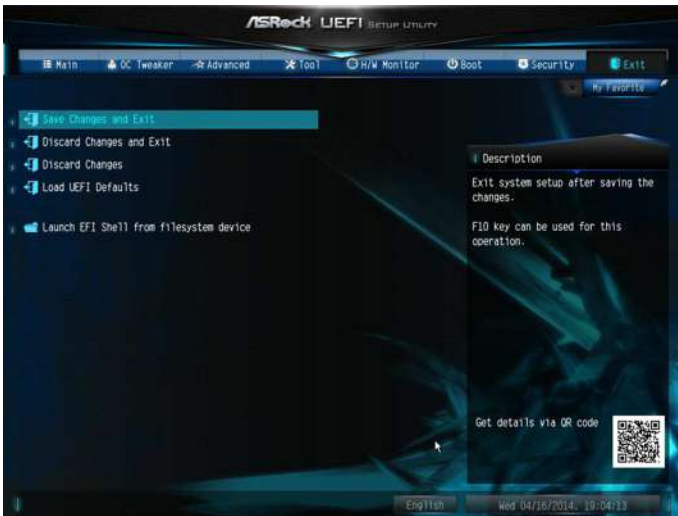 ASRock UEFI SETUP UTILITY
Main OC Tweaker Advanced Tool H/W Monitor Boot Security Exit
My Favorite
Save Changes and Exit
Discard Changes and Exit
Discard Changes
Load UEFI Defaults
Launch EFI Shell from filesystem device
Description
Exit system setup after saving the
changes.
F10 key can be used for this
operation.
Get details via QR code
English Wed 04/16/2014, 19:04:13